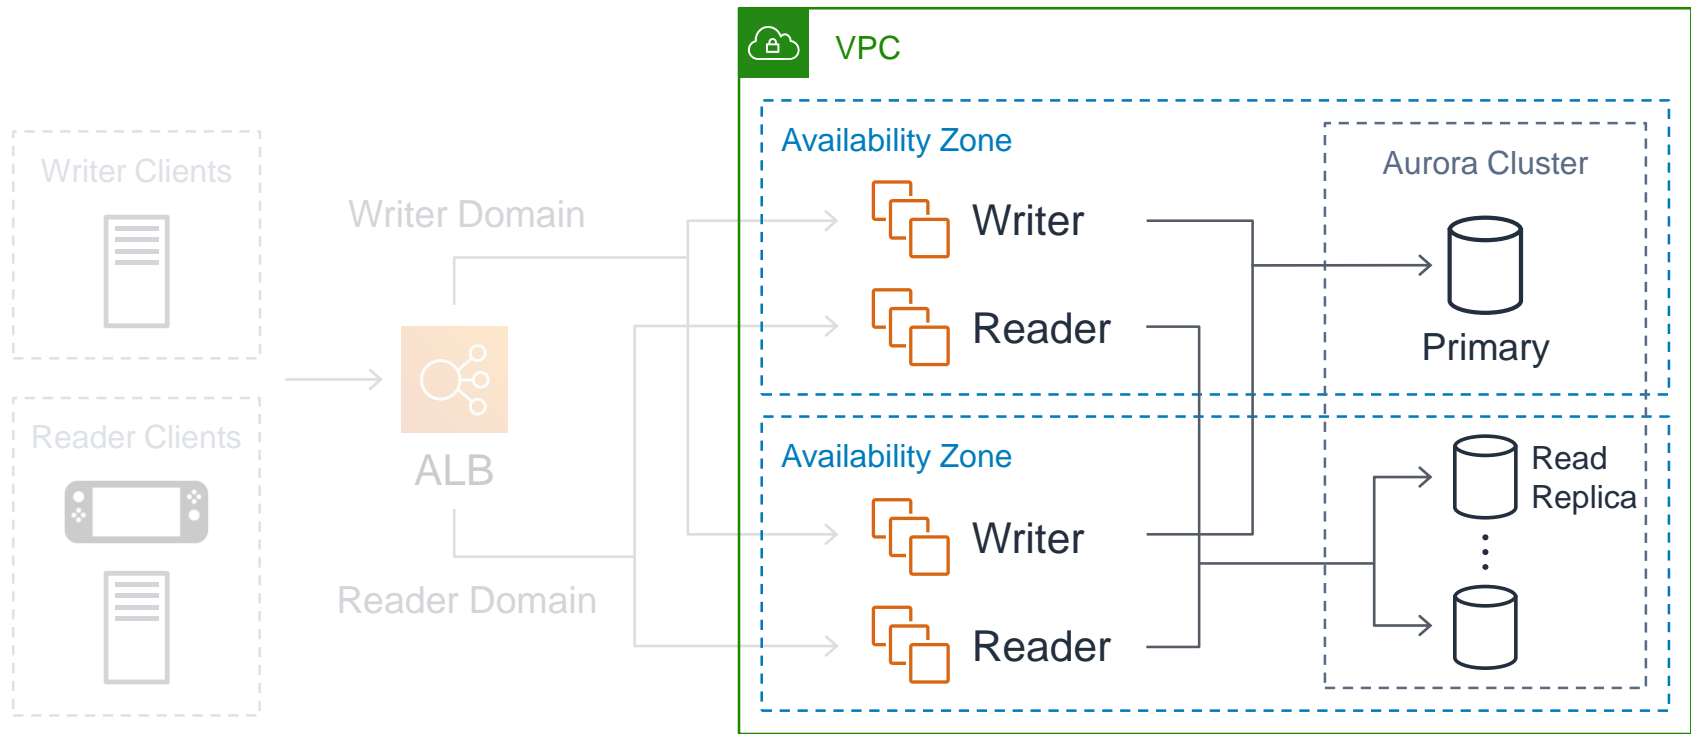 VPC
Writer Clients
Reader Clients
Writer Domain
ALB
Reader Domain
Availability Zone
Writer
Reader
Availability Zone
Writer
Reader
Aurora Cluster
Primary
Read
Replica